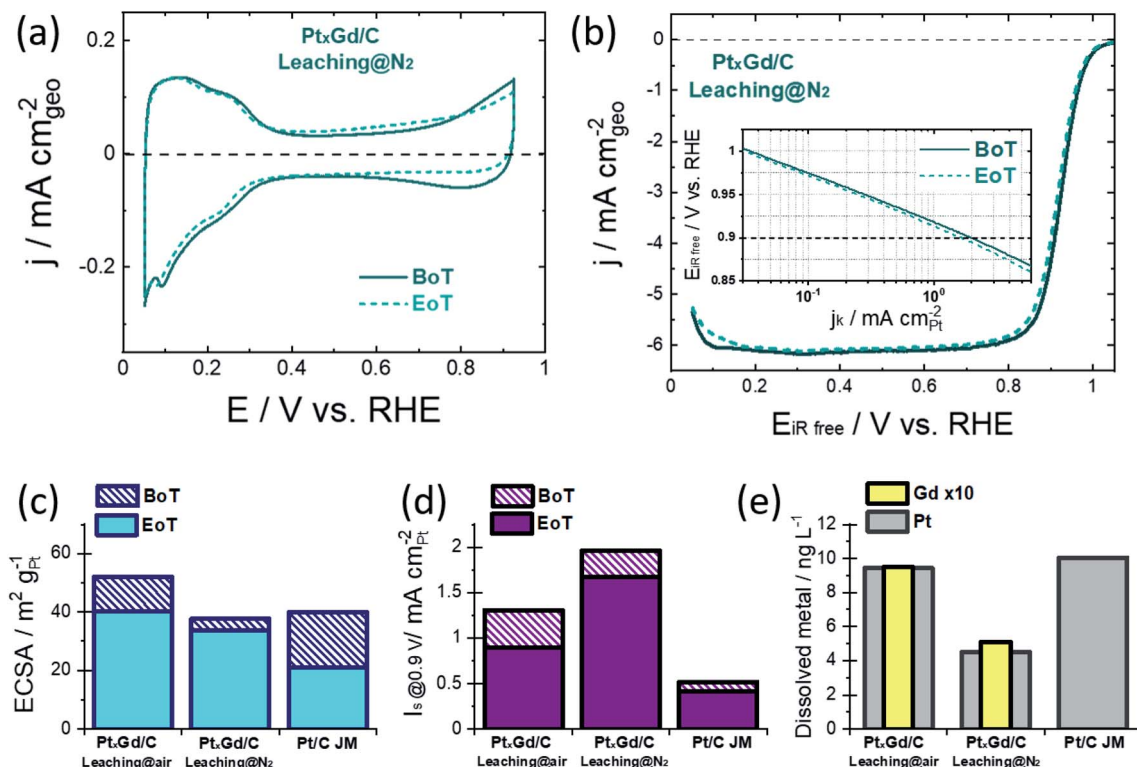 (a)
0.2
0
-0.2
j / mA cm⁻²geo
PtxGd/C
Leaching@N₂
BoT
EoT
0 0.2 0.4 0.6 0.8 1
E / V vs. RHE
(b)
0
-1
-2
-3
-4
-5
-6
j / mA cm⁻²geo
PtxGd/C
Leaching@N₂
1
0.95
0.9
0.85
EiR free / V vs. RHE
BoT
EoT
10⁻¹ 10⁰
jk / mA cm⁻²Pt
0 0.2 0.4 0.6 0.8 1
EiR free / V vs. RHE
(c)
BoT
EoT
60
40
20
0
ECSA / m² g⁻¹Pt
PtxGd/C PtxGd/C Pt/C JM
Leaching@air Leaching@N₂
(d)
BoT
EoT
2
1.5
1
0.5
0
Is@0.9 V/ mA cm⁻²Pt
PtxGd/C PtxGd/C Pt/C JM
Leaching@air Leaching@N₂
(e)
Gd x10
Pt
12
10
8
6
4
2
0
Dissolved metal / ng L⁻¹
PtxGd/C PtxGd/C Pt/C JM
Leaching@air Leaching@N₂